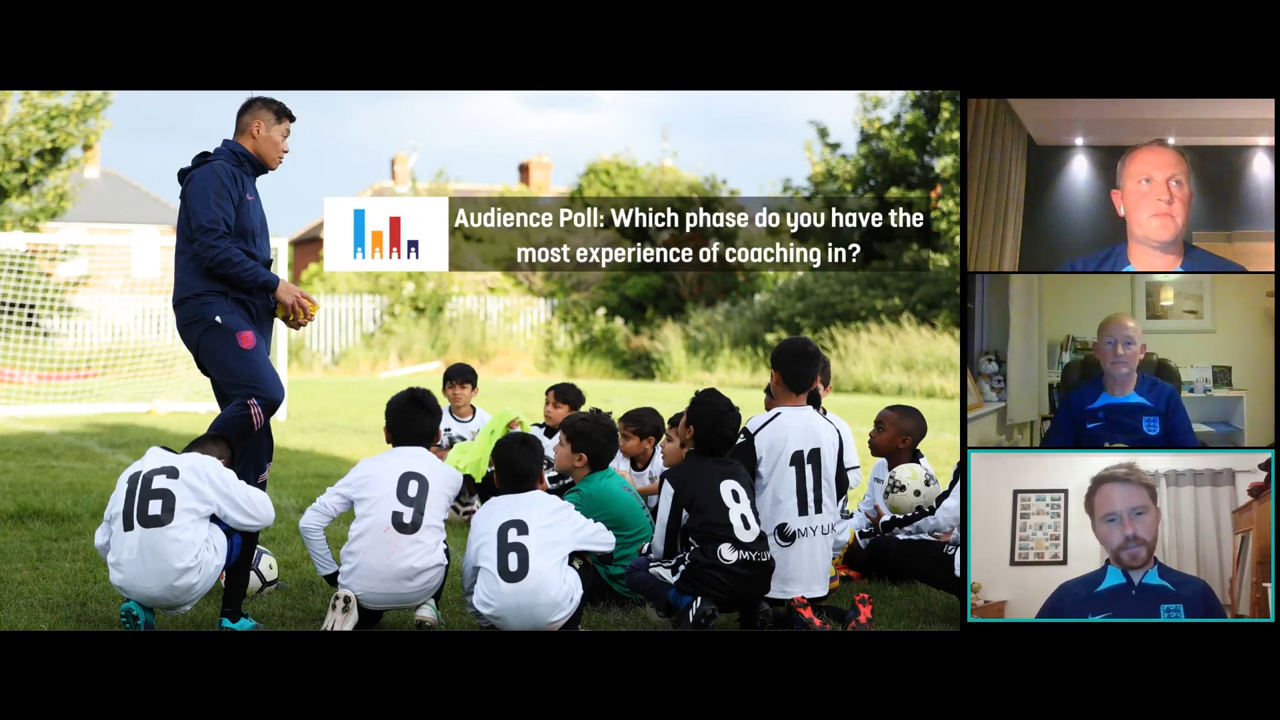 Audience Poll: Which phase do you have the
most experience of coaching in?
16
9
6
8
MY:UK
11
MY:UK